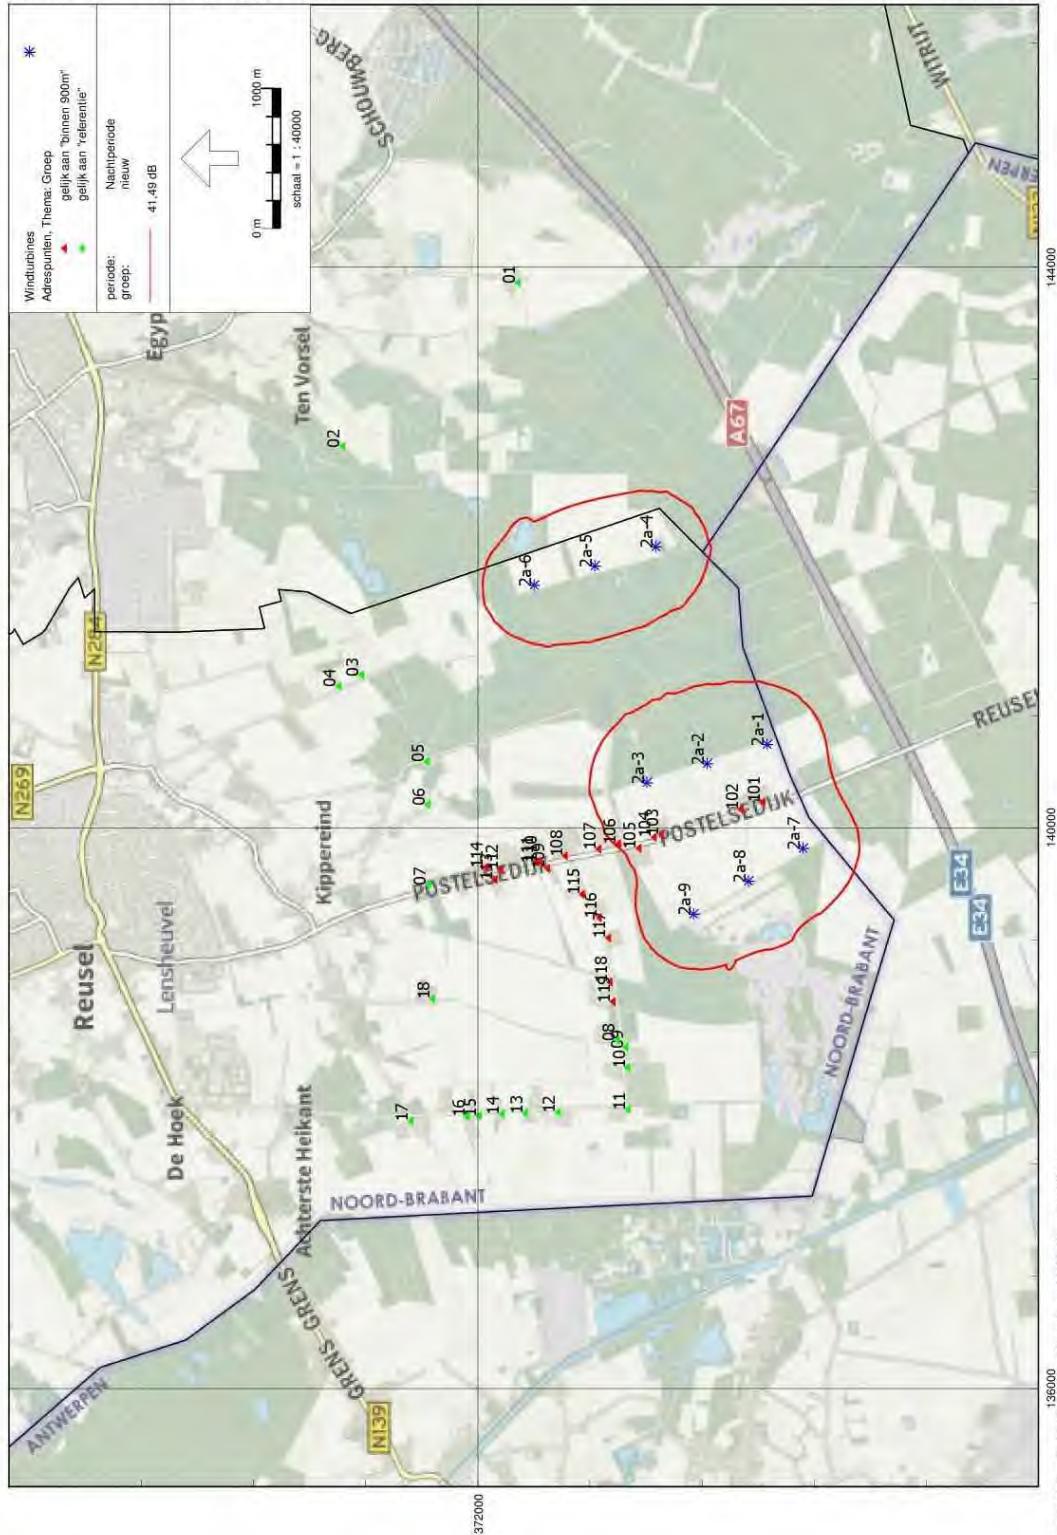 Windturbines
Adrespunten, Thema: Groep
gelijk aan "binnen 900m"
gelijk aan "referentie"
periode: Nachtperiode
groep: nieuw
41,49 dB
0 m 1000 m
schaal = 1 : 40000
SCHOUWBERG
WITRIJT
Egyp
Ten Vorsel
N284
N269
Reusel
Lensheuvel
De Hoek
Kippereind
Achterste Heikant
POSTELSEDIJK
POSTELSEDIJK
REUSEL
A67
E34
E34
N139
GRENS
GRENS
ANTWERPEN
NOORD-BRABANT
NOORD-BRABANT
ERPEN
01
02
03
04
05
06
07
18
17
16
15
14
13
12
11
10
09
08
119
118
117
116
115
114
112
108
107
106
105
104
103
102
101
2a-1
2a-2
2a-3
2a-4
2a-5
2a-6
2a-7
2a-8
2a-9
136000
140000
144000
372000